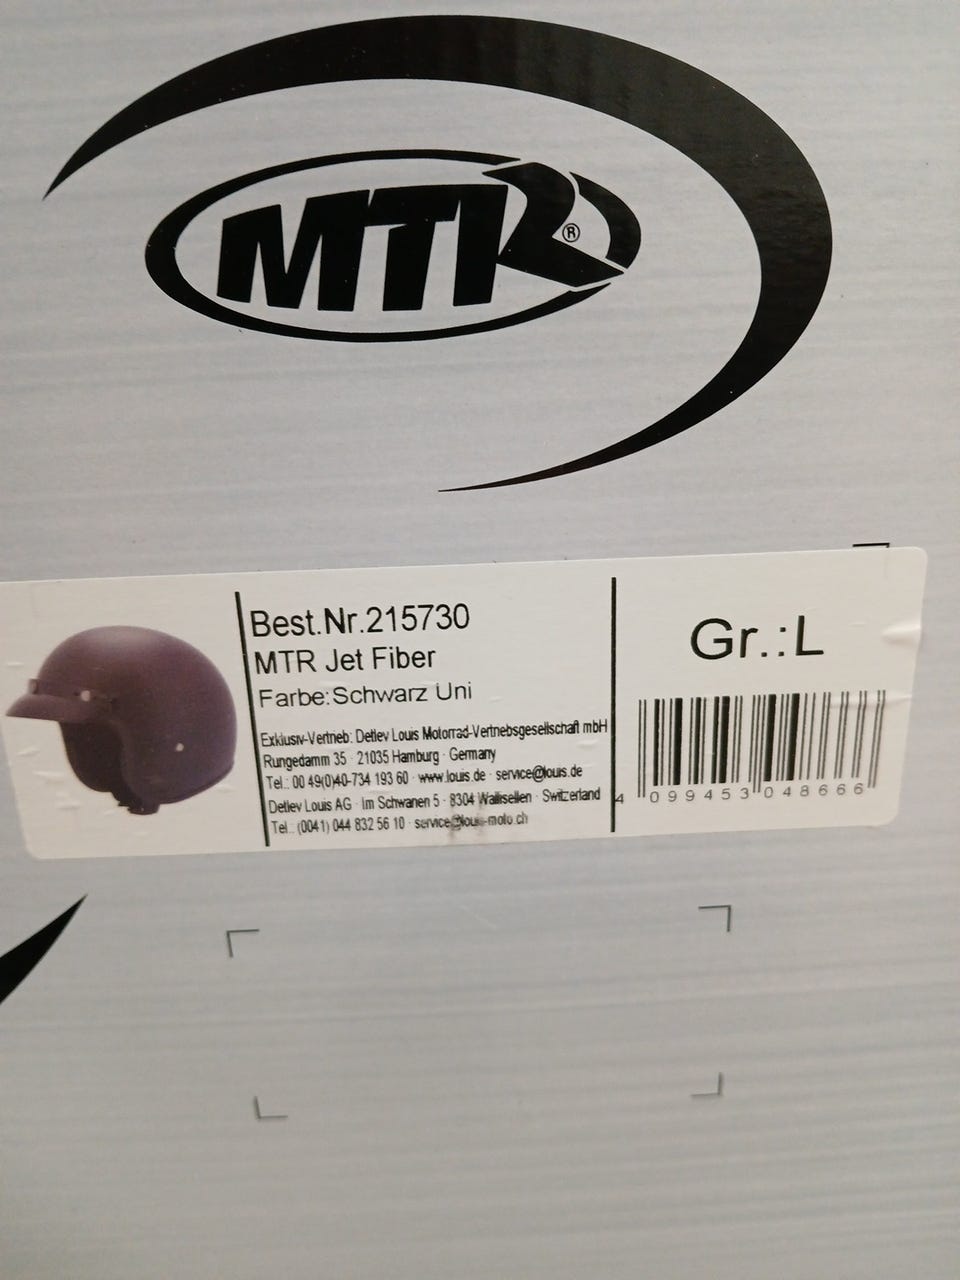 MTR®
Best.Nr.215730
MTR Jet Fiber
Farbe:Schwarz Uni
Exklusiv-Vertrieb: Detlev Louis Motorrad-Vertriebsgesellschaft mbH
Rungedamm 35 · 21035 Hamburg · Germany
Tel.: 00 49(0)40-734 193 60 · www.louis.de · service@louis.de
Detlev Louis AG · Im Schwanen 5 · 8304 Wallisellen · Switzerland
Tel.: (0041) 044 832 56 10 · service@louis-moto.ch
Gr.:L
4 099453 048666